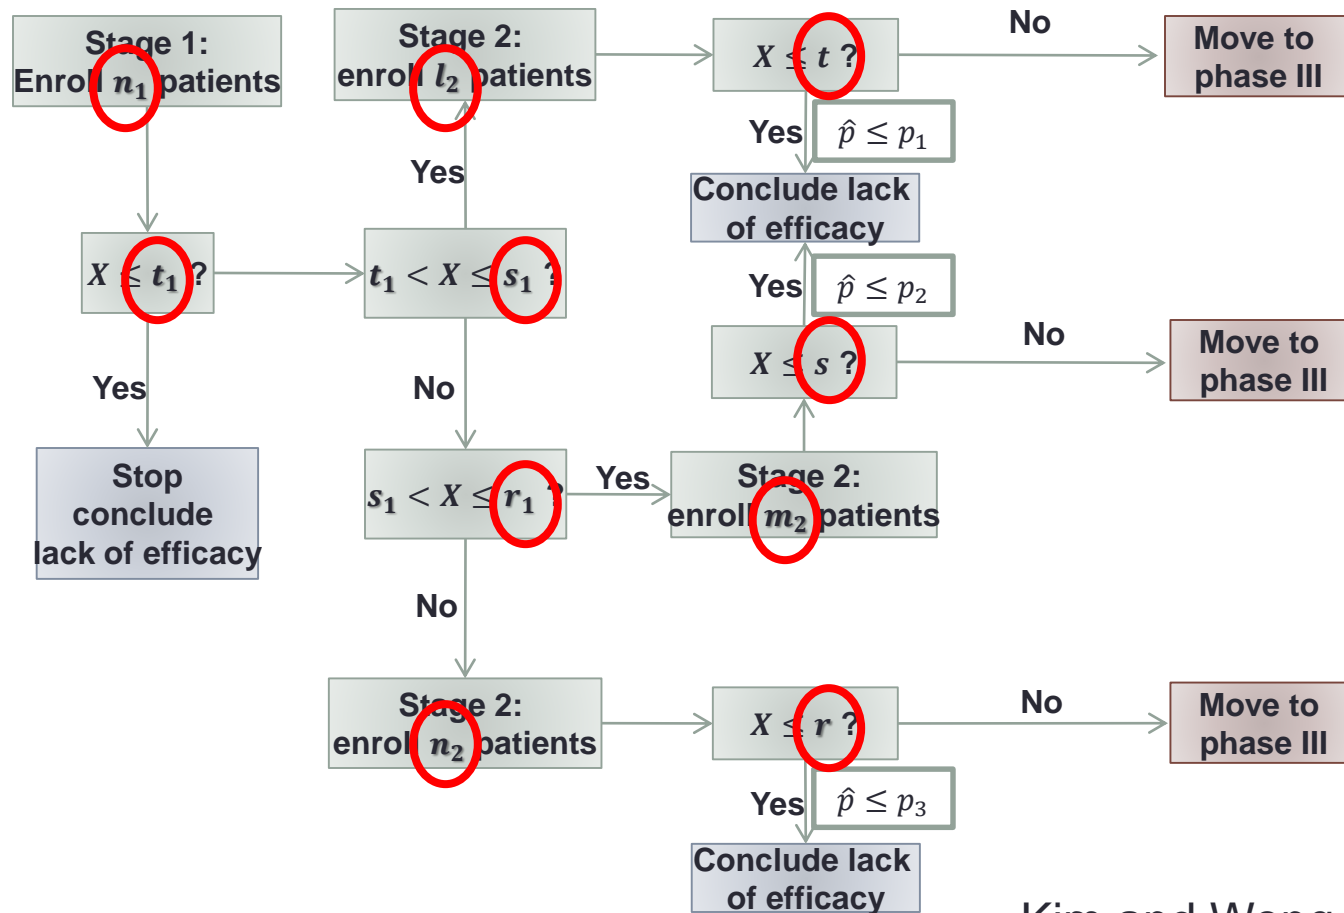 Stage 1:
Enroll n₁ patients
Stage 2:
enroll l₂ patients
X ≤ t ?
No
Move to
phase III
Yes
p̂ ≤ p₁
Yes
Conclude lack
of efficacy
X ≤ t₁ ?
t₁ < X ≤ s₁ ?
Yes
p̂ ≤ p₂
X ≤ s ?
No
Move to
phase III
Yes
No
Stop
conclude
lack of efficacy
s₁ < X ≤ r₁ ?
Yes
Stage 2:
enroll m₂ patients
No
Stage 2:
enroll n₂ patients
X ≤ r ?
No
Move to
phase III
Yes
p̂ ≤ p₃
Conclude lack
of efficacy
Kim and Wong